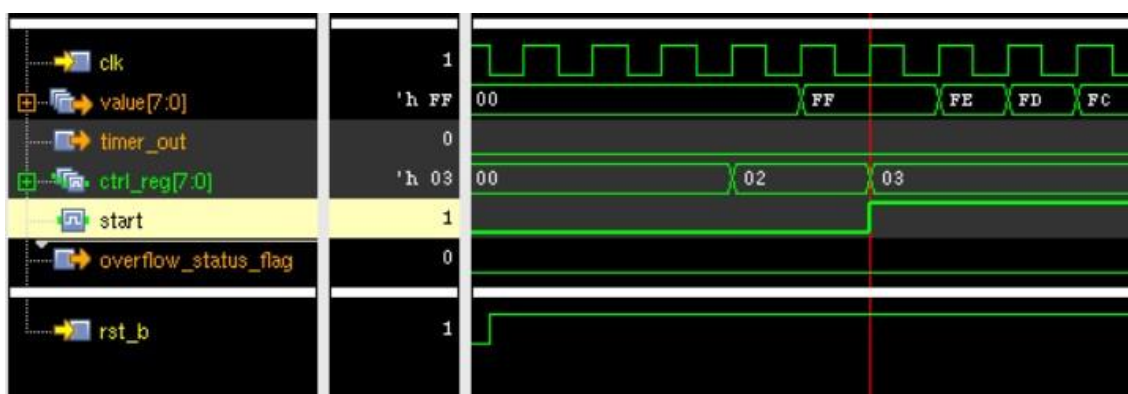 clk 1
value[7:0] 'h FF 00 FF FE FD FC
timer_out 0
ctrl_reg[7:0] 'h 03 00 02 03
start 1
overflow_status_flag 0
rst_b 1